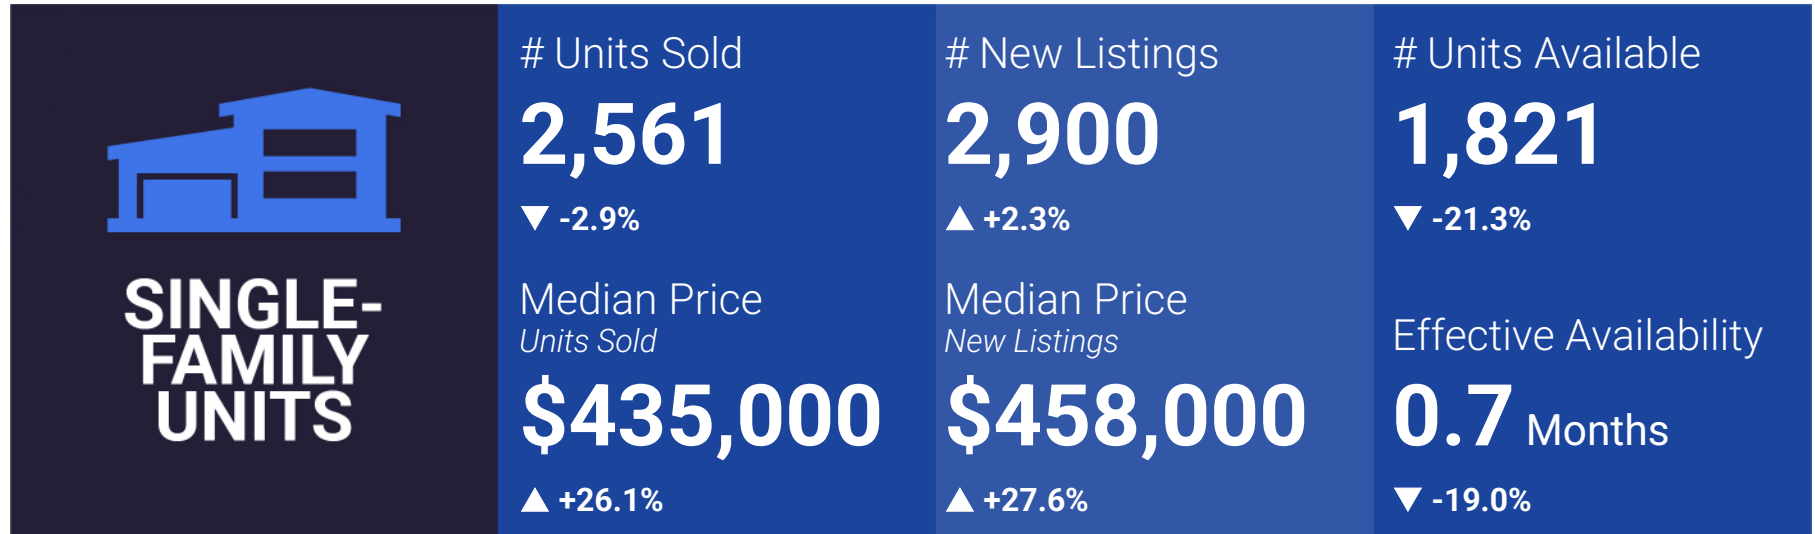 SINGLE-
FAMILY
UNITS
# Units Sold
2,561
▼ -2.9%
Median Price
Units Sold
$435,000
▲ +26.1%
# New Listings
2,900
▲ +2.3%
Median Price
New Listings
$458,000
▲ +27.6%
# Units Available
1,821
▼ -21.3%
Effective Availability
0.7 Months
▼ -19.0%